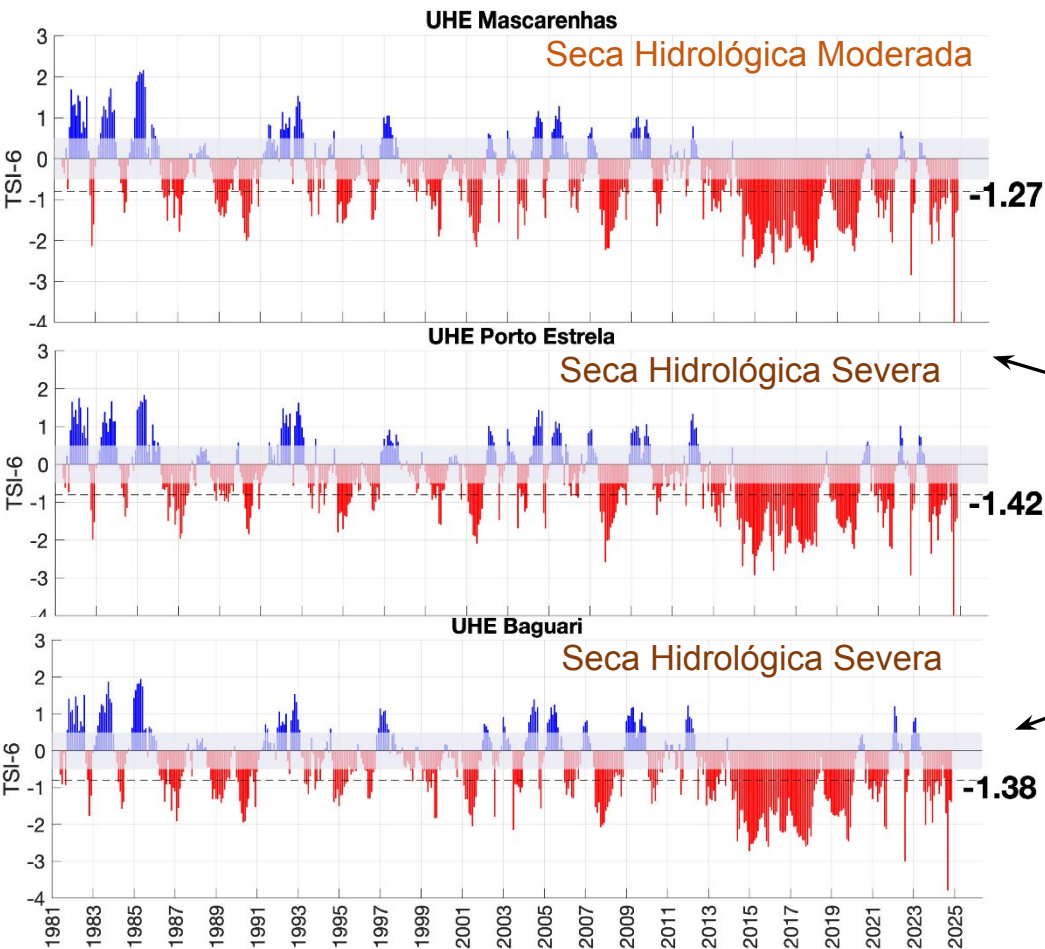 UHE Mascarenhas
Seca Hidrológica Moderada
3
2
1
0
-1
-2
-3
-4
TSI-6
-1.27
UHE Porto Estrela
Seca Hidrológica Severa
3
2
1
0
-1
-2
-3
-4
TSI-6
-1.42
UHE Baguari
Seca Hidrológica Severa
3
2
1
0
-1
-2
-3
-4
TSI-6
-1.38
1981 1983 1985 1987 1989 1991 1993 1995 1997 1999 2001 2003 2005 2007 2009 2011 2013 2015 2017 2019 2021 2023 2025